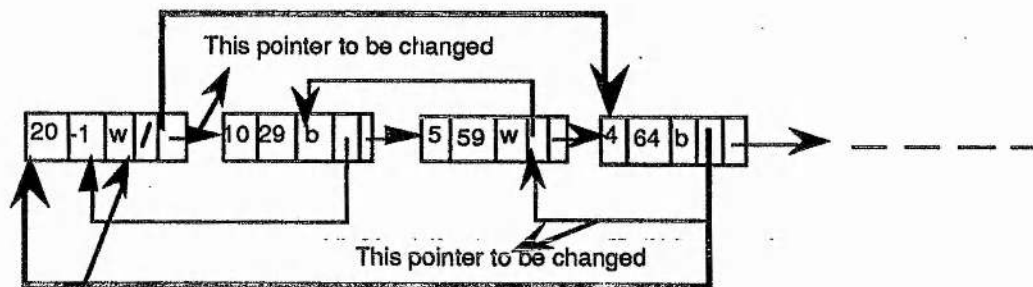 This pointer to be changed
20 -1 w / 10 29 b 5 59 w 4 64 b
This pointer to be changed